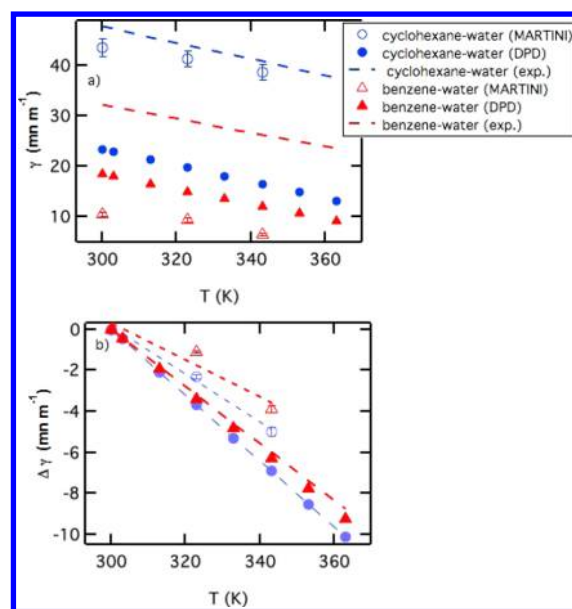 cyclohexane-water (MARTINI)
cyclohexane-water (DPD)
cyclohexane-water (exp.)
benzene-water (MARTINI)
benzene-water (DPD)
benzene-water (exp.)
a)
γ (mn m⁻¹)
40
30
20
10
300 320 340 360
T (K)
b)
Δγ (mn m⁻¹)
0
-2
-4
-6
-8
-10
300 320 340 360
T (K)